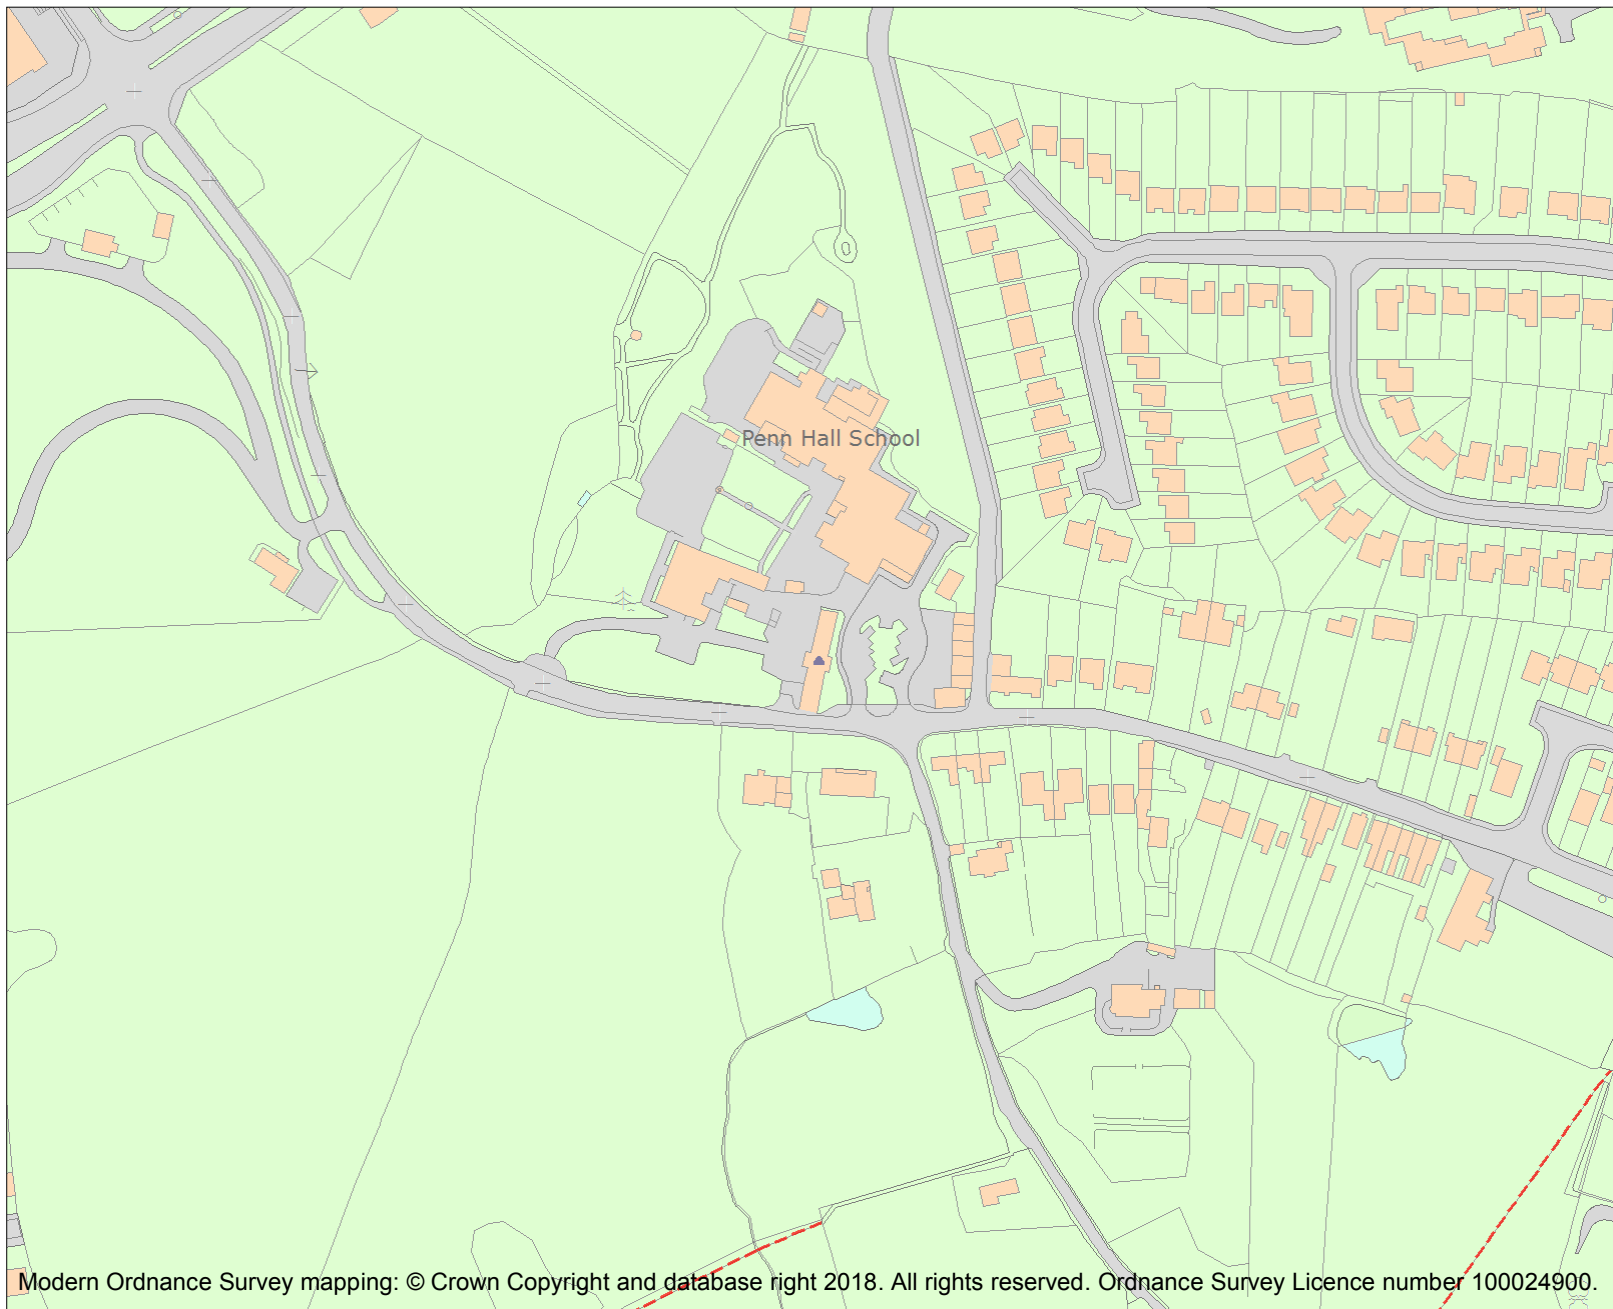 Penn Hall School
Modern Ordnance Survey mapping: © Crown Copyright and database right 2018. All rights reserved. Ordnance Survey Licence number 100024900.